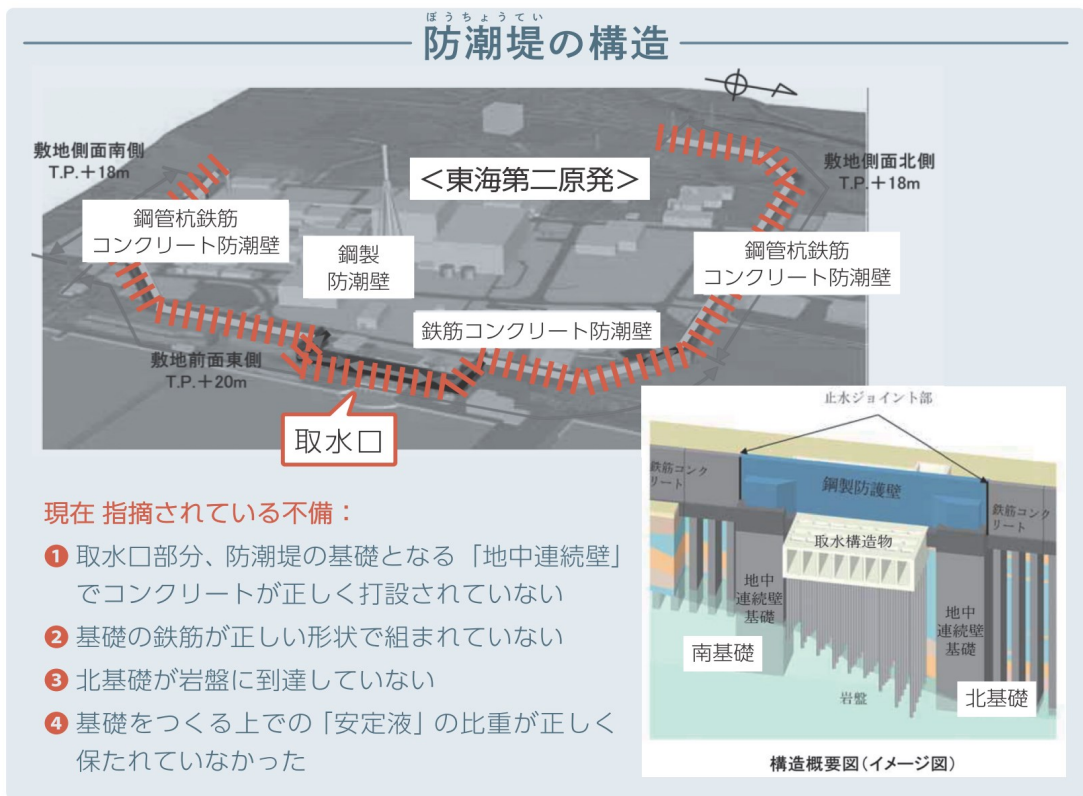 ぼうちょうてい
防潮堤の構造
敷地側面南側
T.P.+18m
<東海第二原発>
敷地側面北側
T.P.+18m
鋼管杭鉄筋
コンクリート防潮壁
鋼製
防潮壁
鋼管杭鉄筋
コンクリート防潮壁
鉄筋コンクリート防潮壁
敷地前面東側
T.P.+20m
取水口
止水ジョイント部
鉄筋コンク
リート
鋼製防護壁
鉄筋コンク
リート
取水構造物
地中
連続壁
基礎
地中
連続壁
基礎
南基礎
岩盤
北基礎
構造概要図(イメージ図)
現在 指摘されている不備:
❶ 取水口部分、防潮堤の基礎となる「地中連続壁」
でコンクリートが正しく打設されていない
❷ 基礎の鉄筋が正しい形状で組まれていない
❸ 北基礎が岩盤に到達していない
❹ 基礎をつくる上での「安定液」の比重が正しく
保たれていなかった